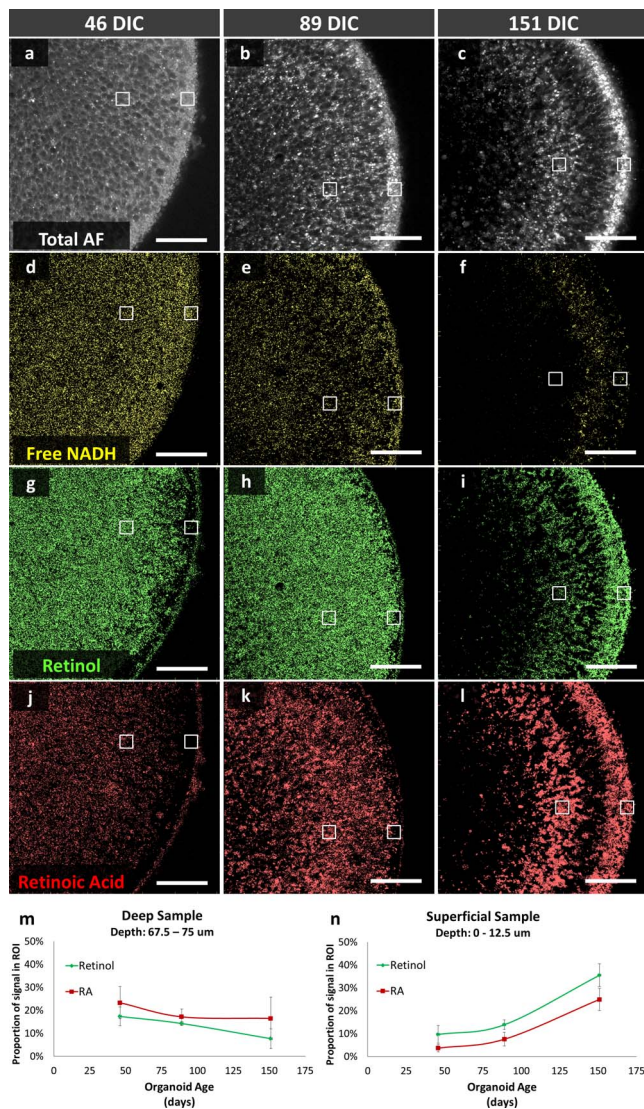 46 DIC 89 DIC 151 DIC
a b c
Total AF
d e f
Free NADH
g h i
Retinol
j k l
Retinoic Acid
m Deep Sample
Depth: 67.5 – 75 um
Proportion of signal in ROI
50%
40%
30%
20%
10%
0%
Retinol
RA
0 25 50 75 100 125 150 175
Organoid Age
(days)
n Superficial Sample
Depth: 0 - 12.5 um
Proportion of signal in ROI
50%
40%
30%
20%
10%
0%
Retinol
RA
0 25 50 75 100 125 150 175
Organoid Age
(days)